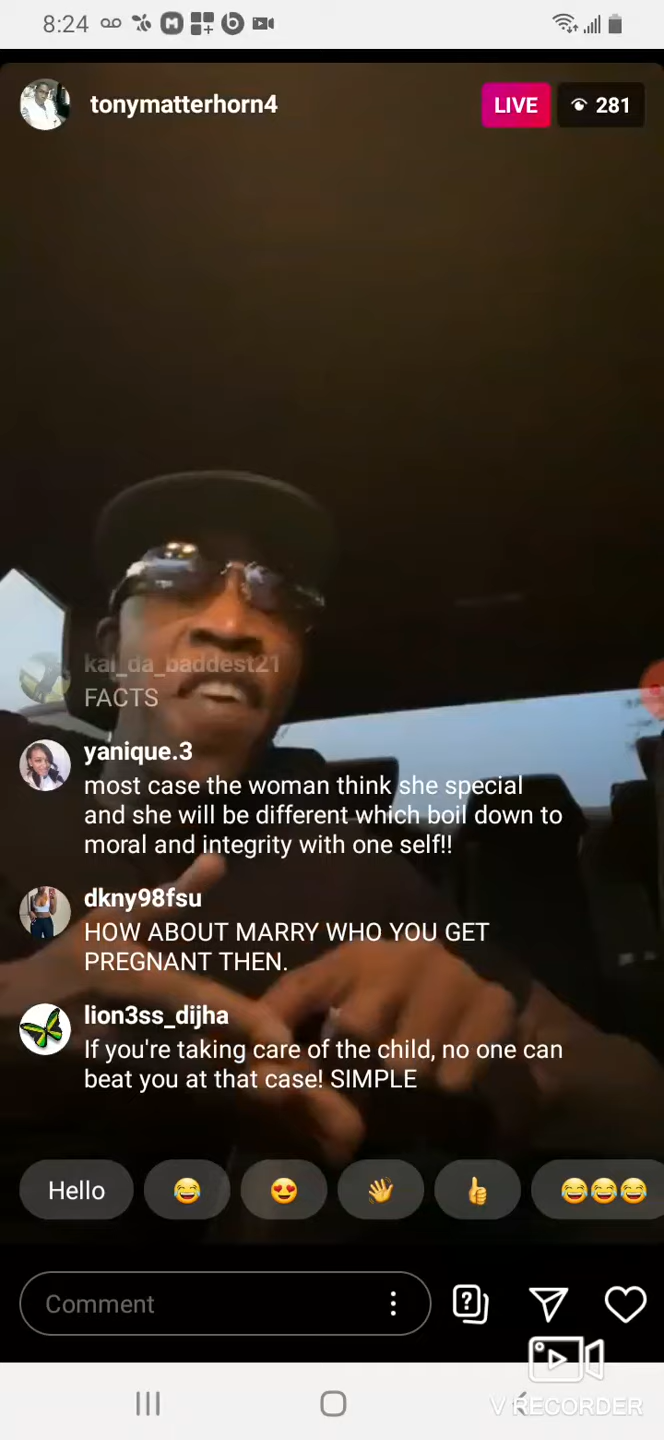 8:24
tonymatterhorn4
LIVE
281
kai_da_baddest21
FACTS
yanique.3
most case the woman think she special
and she will be different which boil down to
moral and integrity with one self!!
dkny98fsu
HOW ABOUT MARRY WHO YOU GET
PREGNANT THEN.
lion3ss_dijha
If you're taking care of the child, no one can
beat you at that case! SIMPLE
Hello
Comment
V RECORDER